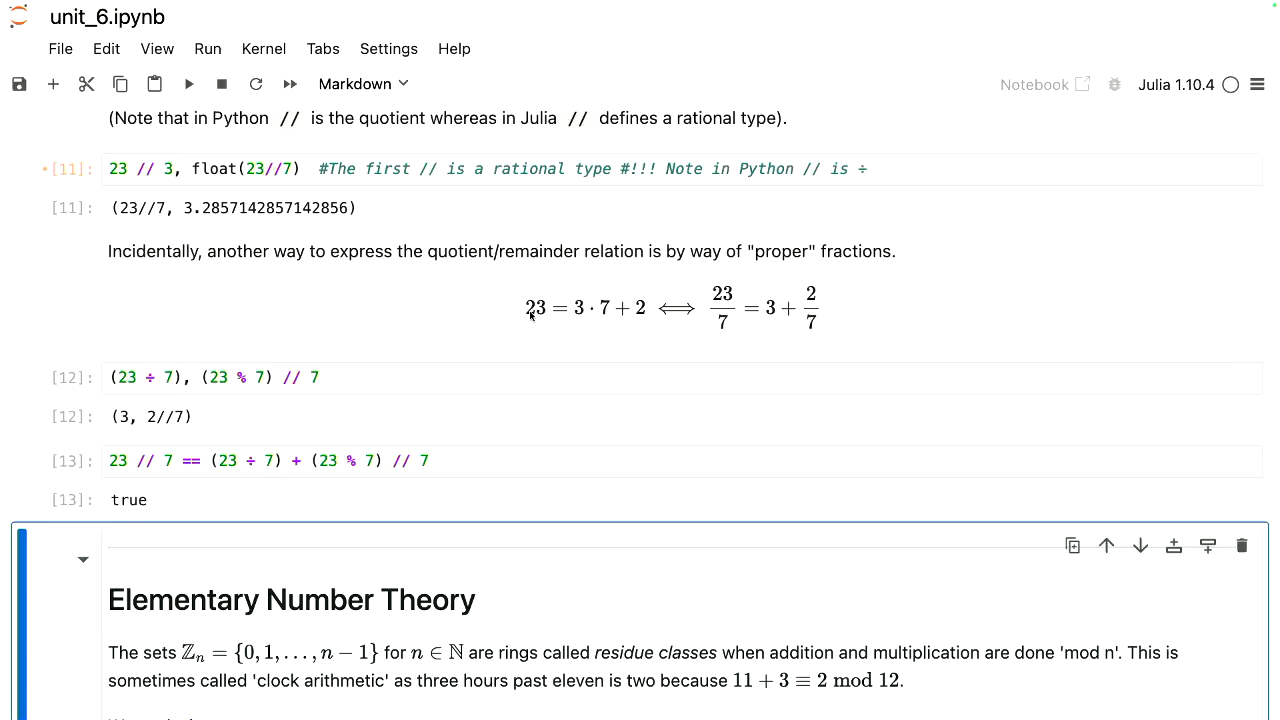 unit_6.ipynb
File Edit View Run Kernel Tabs Settings Help
Markdown Notebook Julia 1.10.4
(Note that in Python // is the quotient whereas in Julia // defines a rational type).
[11]: 23 // 3, float(23//7) #The first // is a rational type #!!! Note in Python // is ÷
[11]: (23//7, 3.2857142857142856)
Incidentally, another way to express the quotient/remainder relation is by way of "proper" fractions.
23 = 3 · 7 + 2 ⟺ 23/7 = 3 + 2/7
[12]: (23 ÷ 7), (23 % 7) // 7
[12]: (3, 2//7)
[13]: 23 // 7 == (23 ÷ 7) + (23 % 7) // 7
[13]: true
Elementary Number Theory
The sets ℤₙ = {0, 1, . . . , n − 1} for n ∈ ℕ are rings called residue classes when addition and multiplication are done 'mod n'. This is
sometimes called 'clock arithmetic' as three hours past eleven is two because 11 + 3 ≡ 2 mod 12.